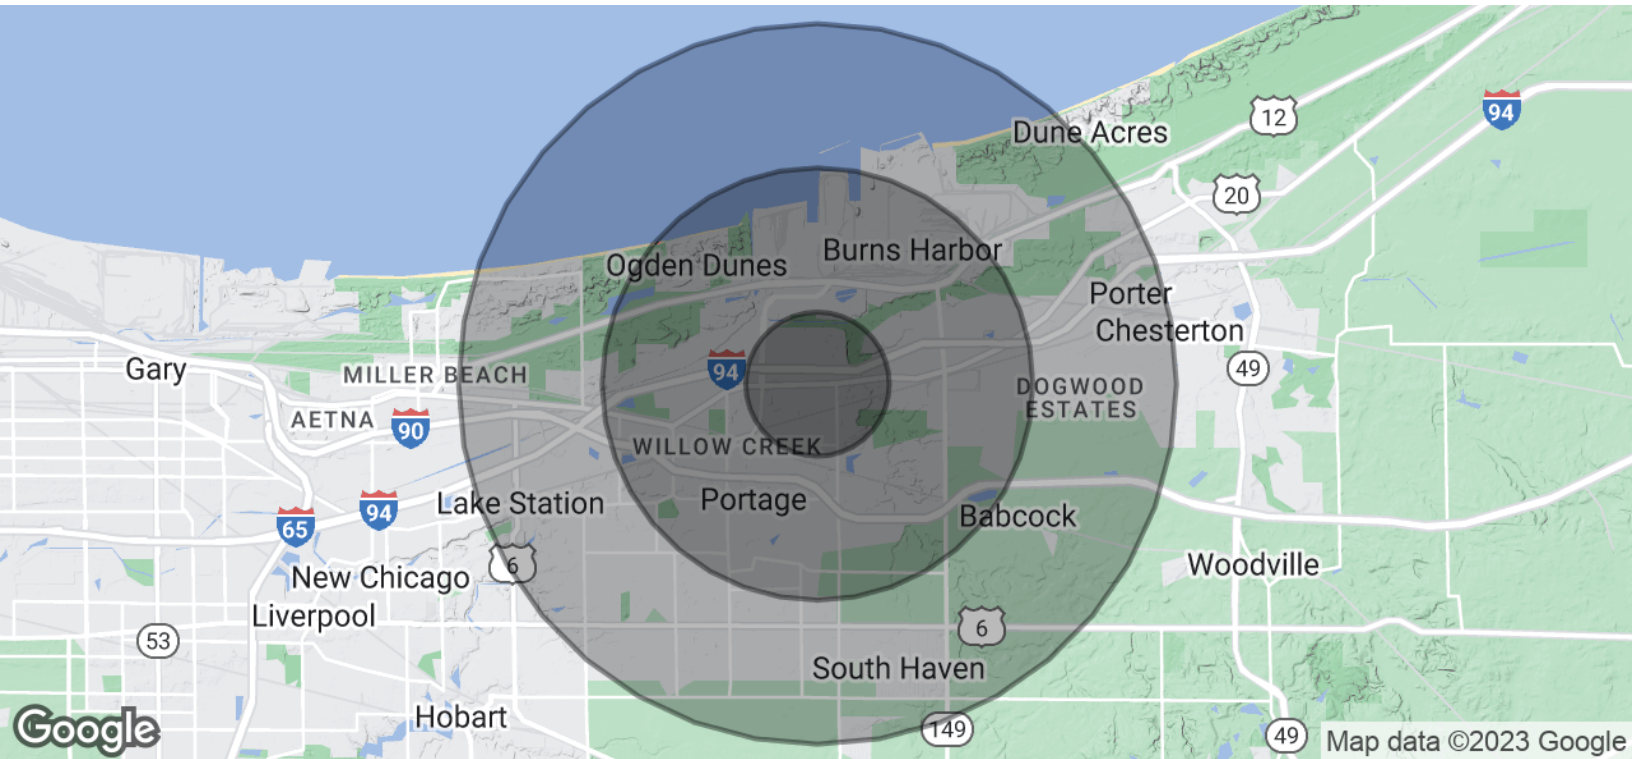 12
94
Dune Acres
20
Burns Harbor
Ogden Dunes
Porter
Chesterton
Gary
MILLER BEACH
94
49
DOGWOOD
ESTATES
AETNA
90
WILLOW CREEK
Lake Station
Portage
94
65
Babcock
6
Woodville
New Chicago
Liverpool
6
53
South Haven
Hobart
149
49
Google
Map data ©2023 Google